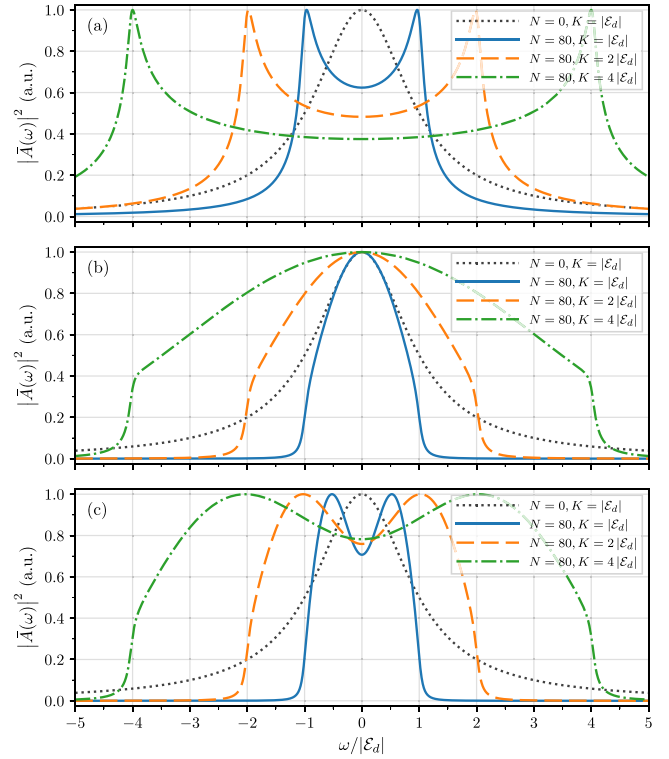 (a)
|Ā(ω)|² (a.u.)
1.0
0.8
0.6
0.4
0.2
0.0
N = 0, K = |ℰ_d|
N = 80, K = |ℰ_d|
N = 80, K = 2 |ℰ_d|
N = 80, K = 4 |ℰ_d|
(b)
|Ā(ω)|² (a.u.)
1.0
0.8
0.6
0.4
0.2
0.0
N = 0, K = |ℰ_d|
N = 80, K = |ℰ_d|
N = 80, K = 2 |ℰ_d|
N = 80, K = 4 |ℰ_d|
(c)
|Ā(ω)|² (a.u.)
1.0
0.8
0.6
0.4
0.2
0.0
N = 0, K = |ℰ_d|
N = 80, K = |ℰ_d|
N = 80, K = 2 |ℰ_d|
N = 80, K = 4 |ℰ_d|
−5 −4 −3 −2 −1 0 1 2 3 4 5
ω/|ℰ_d|